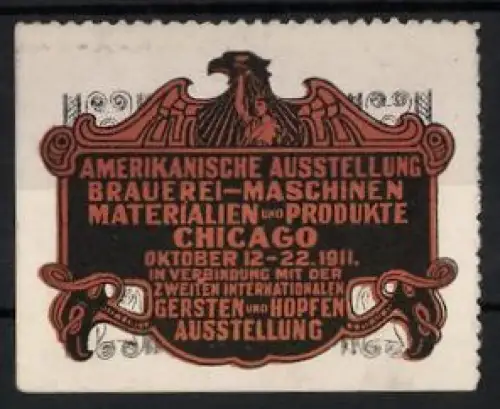 AMERIKANISCHE AUSSTELLUNG
BRAUEREI-MASCHINEN
MATERIALIEN UND PRODUKTE
CHICAGO
OKTOBER 12-22. 1911.
IN VERBINDUNG MIT DER
ZWEITEN INTERNATIONALEN
GERSTEN UND HOPFEN
AUSSTELLUNG